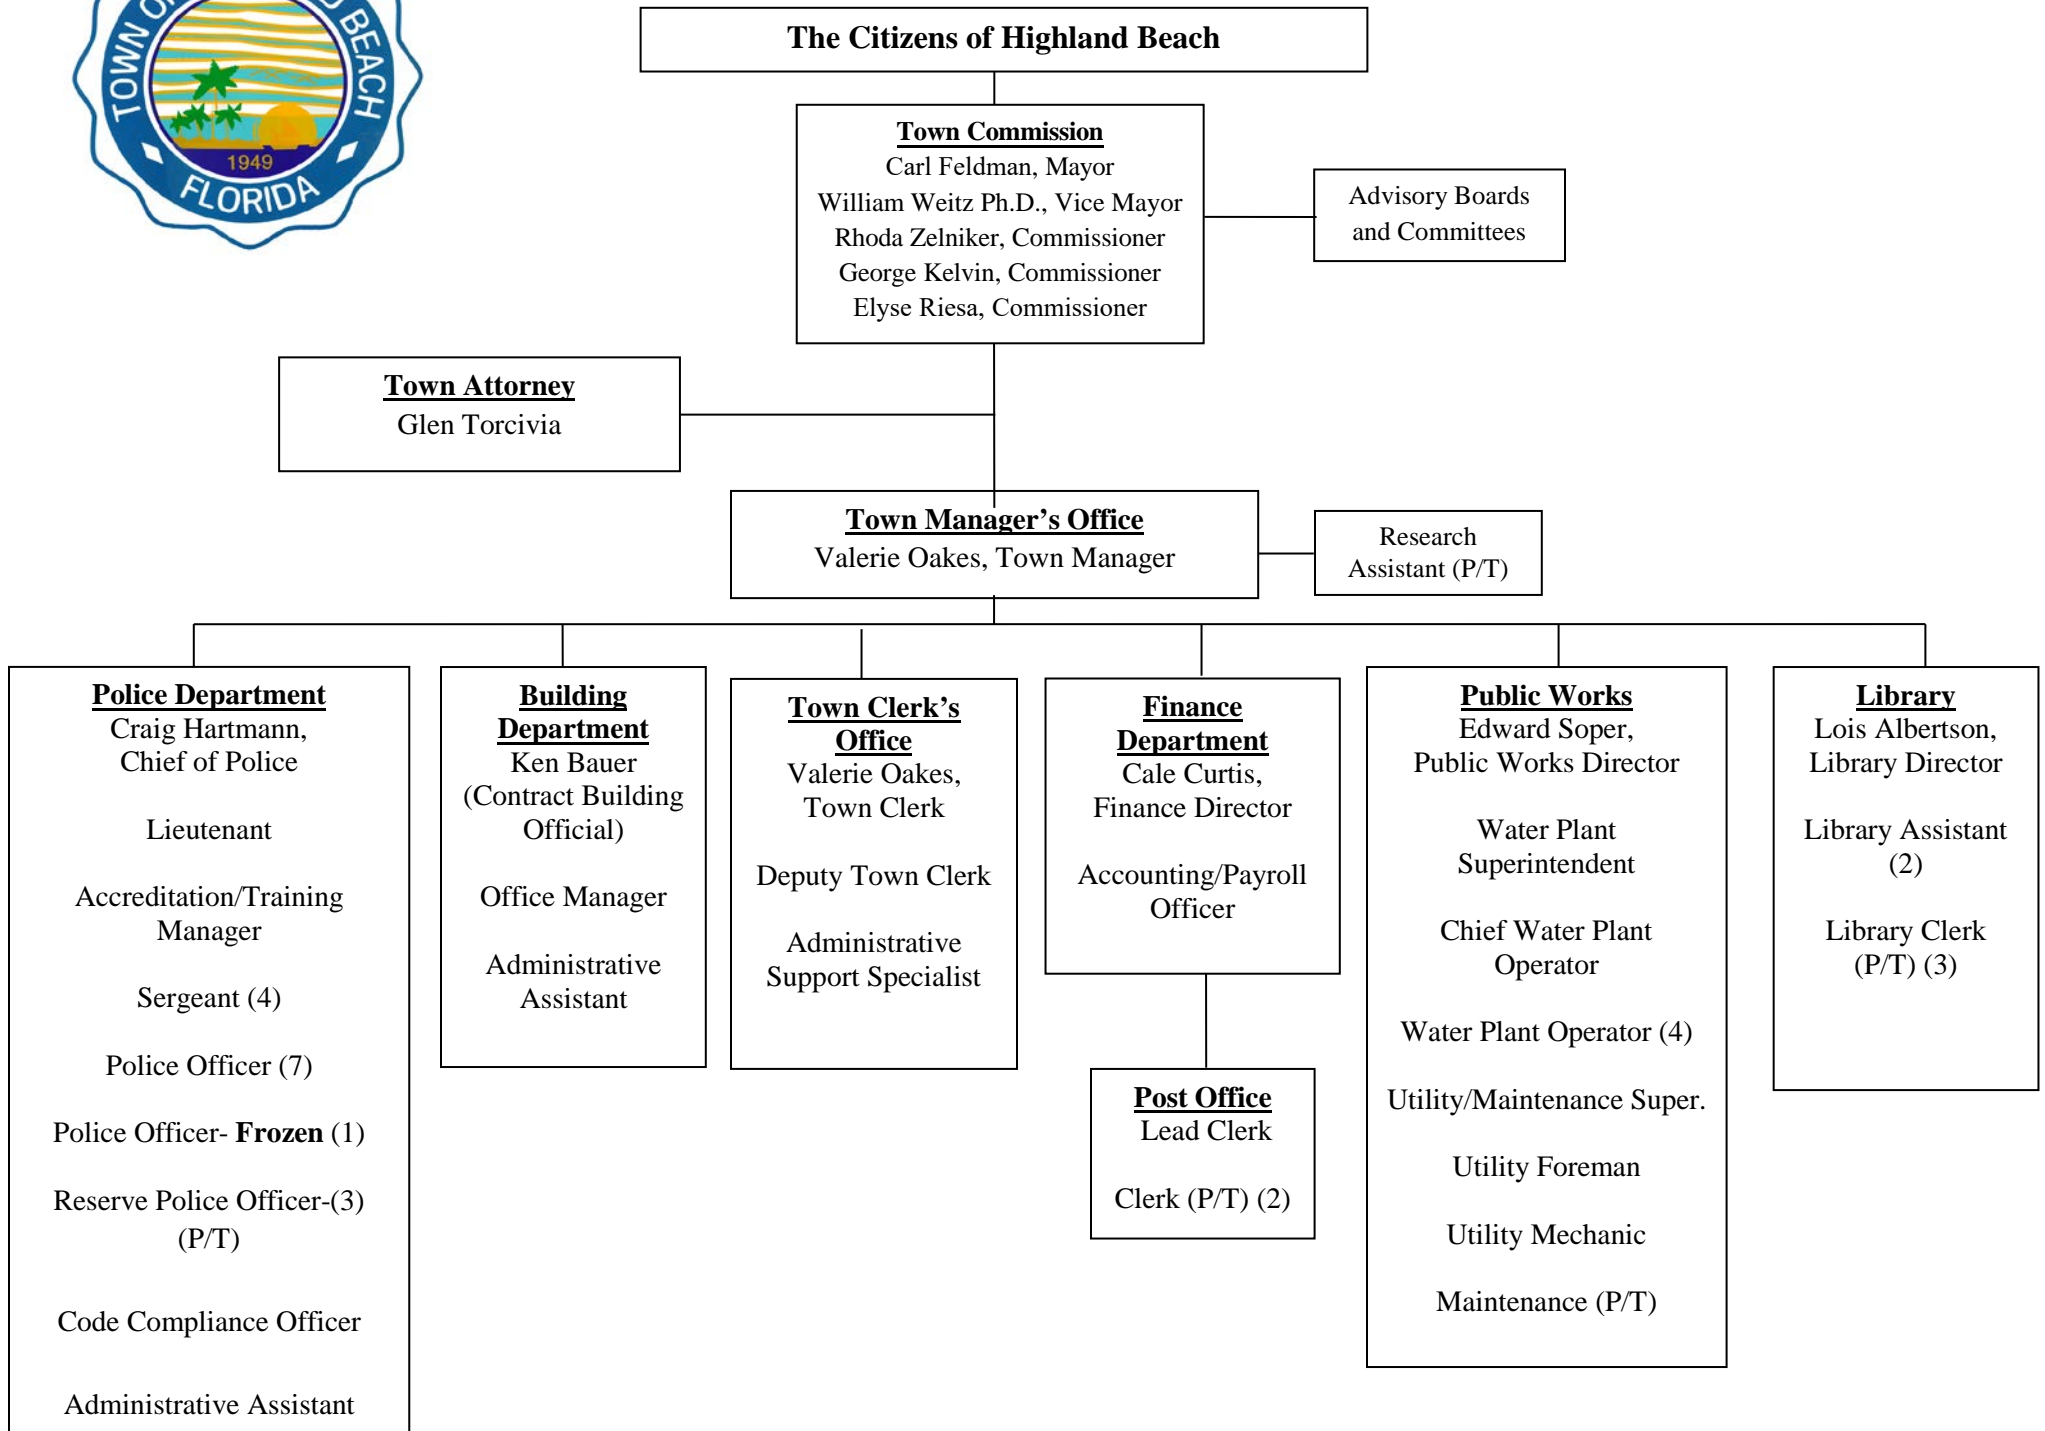 TOWN O
D BEACH
1949
FLORIDA
The Citizens of Highland Beach
Town Commission
Carl Feldman, Mayor
William Weitz Ph.D., Vice Mayor
Rhoda Zelniker, Commissioner
George Kelvin, Commissioner
Elyse Riesa, Commissioner
Advisory Boards
and Committees
Town Attorney
Glen Torcivia
Town Manager’s Office
Valerie Oakes, Town Manager
Research
Assistant (P/T)
Police Department
Craig Hartmann,
Chief of Police
Lieutenant
Accreditation/Training
Manager
Sergeant (4)
Police Officer (7)
Police Officer- Frozen (1)
Reserve Police Officer-(3)
(P/T)
Code Compliance Officer
Administrative Assistant
Building
Department
Ken Bauer
(Contract Building
Official)
Office Manager
Administrative
Assistant
Town Clerk’s
Office
Valerie Oakes,
Town Clerk
Deputy Town Clerk
Administrative
Support Specialist
Finance
Department
Cale Curtis,
Finance Director
Accounting/Payroll
Officer
Post Office
Lead Clerk
Clerk (P/T) (2)
Public Works
Edward Soper,
Public Works Director
Water Plant
Superintendent
Chief Water Plant
Operator
Water Plant Operator (4)
Utility/Maintenance Super.
Utility Foreman
Utility Mechanic
Maintenance (P/T)
Library
Lois Albertson,
Library Director
Library Assistant
(2)
Library Clerk
(P/T) (3)